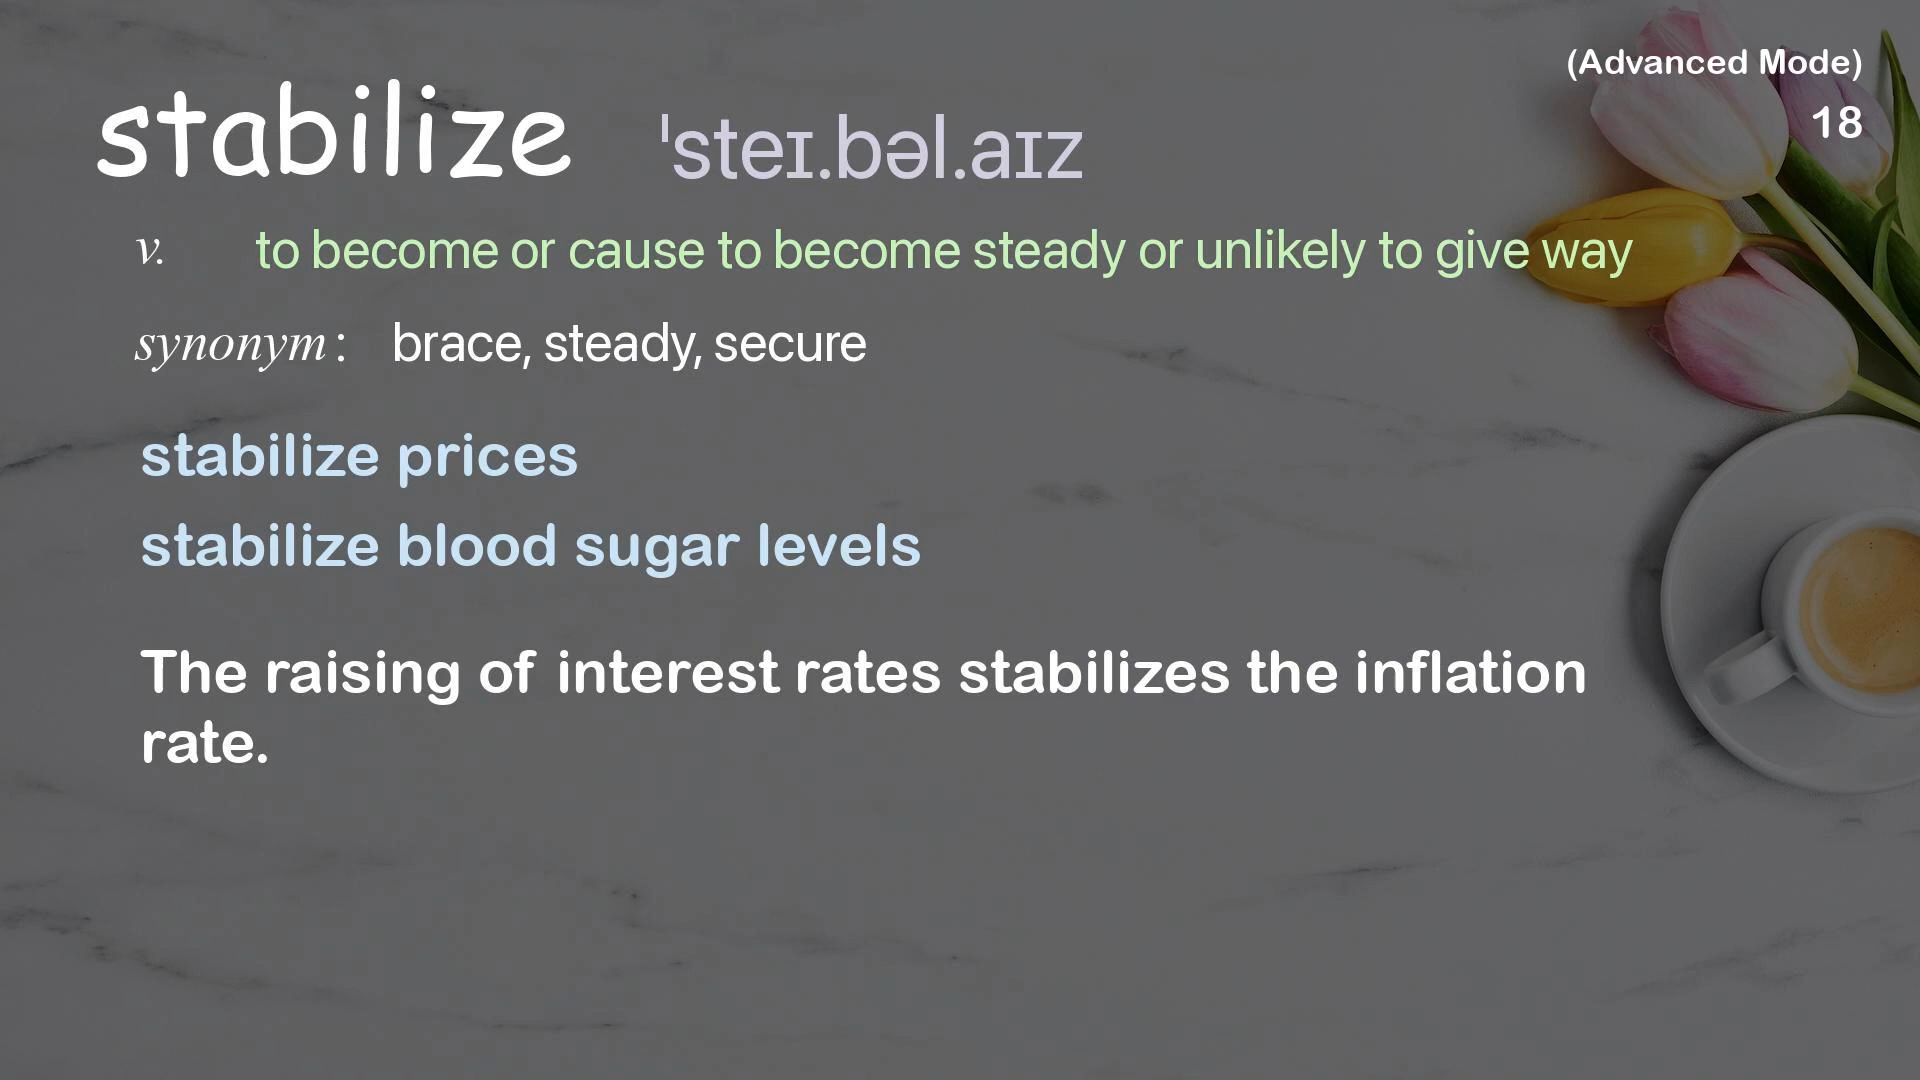 (Advanced Mode)
18
stabilize ˈsteɪ.bəl.aɪz
v. to become or cause to become steady or unlikely to give way
synonym: brace, steady, secure
stabilize prices
stabilize blood sugar levels
The raising of interest rates stabilizes the inflation
rate.